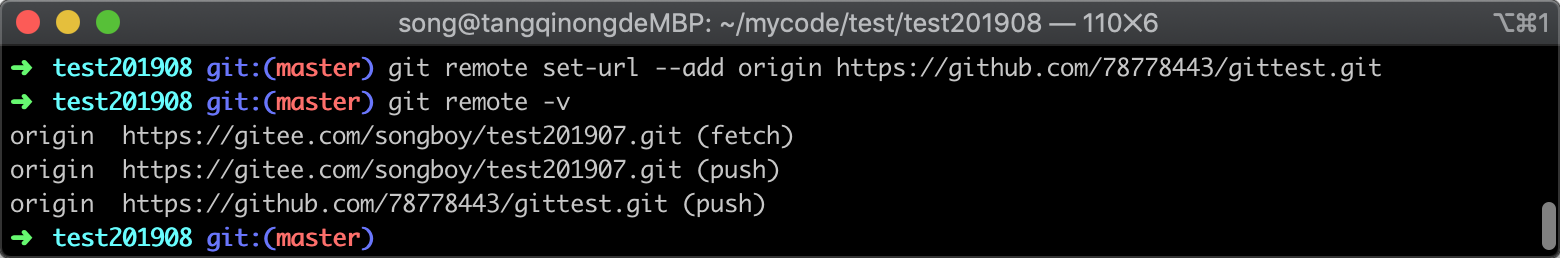 song@tangqinongdeMBP: ~/mycode/test/test201908 — 110×6 ⌥⌘1
➜ test201908 git:(master) git remote set-url --add origin https://github.com/78778443/gittest.git
➜ test201908 git:(master) git remote -v
origin https://gitee.com/songboy/test201907.git (fetch)
origin https://gitee.com/songboy/test201907.git (push)
origin https://github.com/78778443/gittest.git (push)
➜ test201908 git:(master)